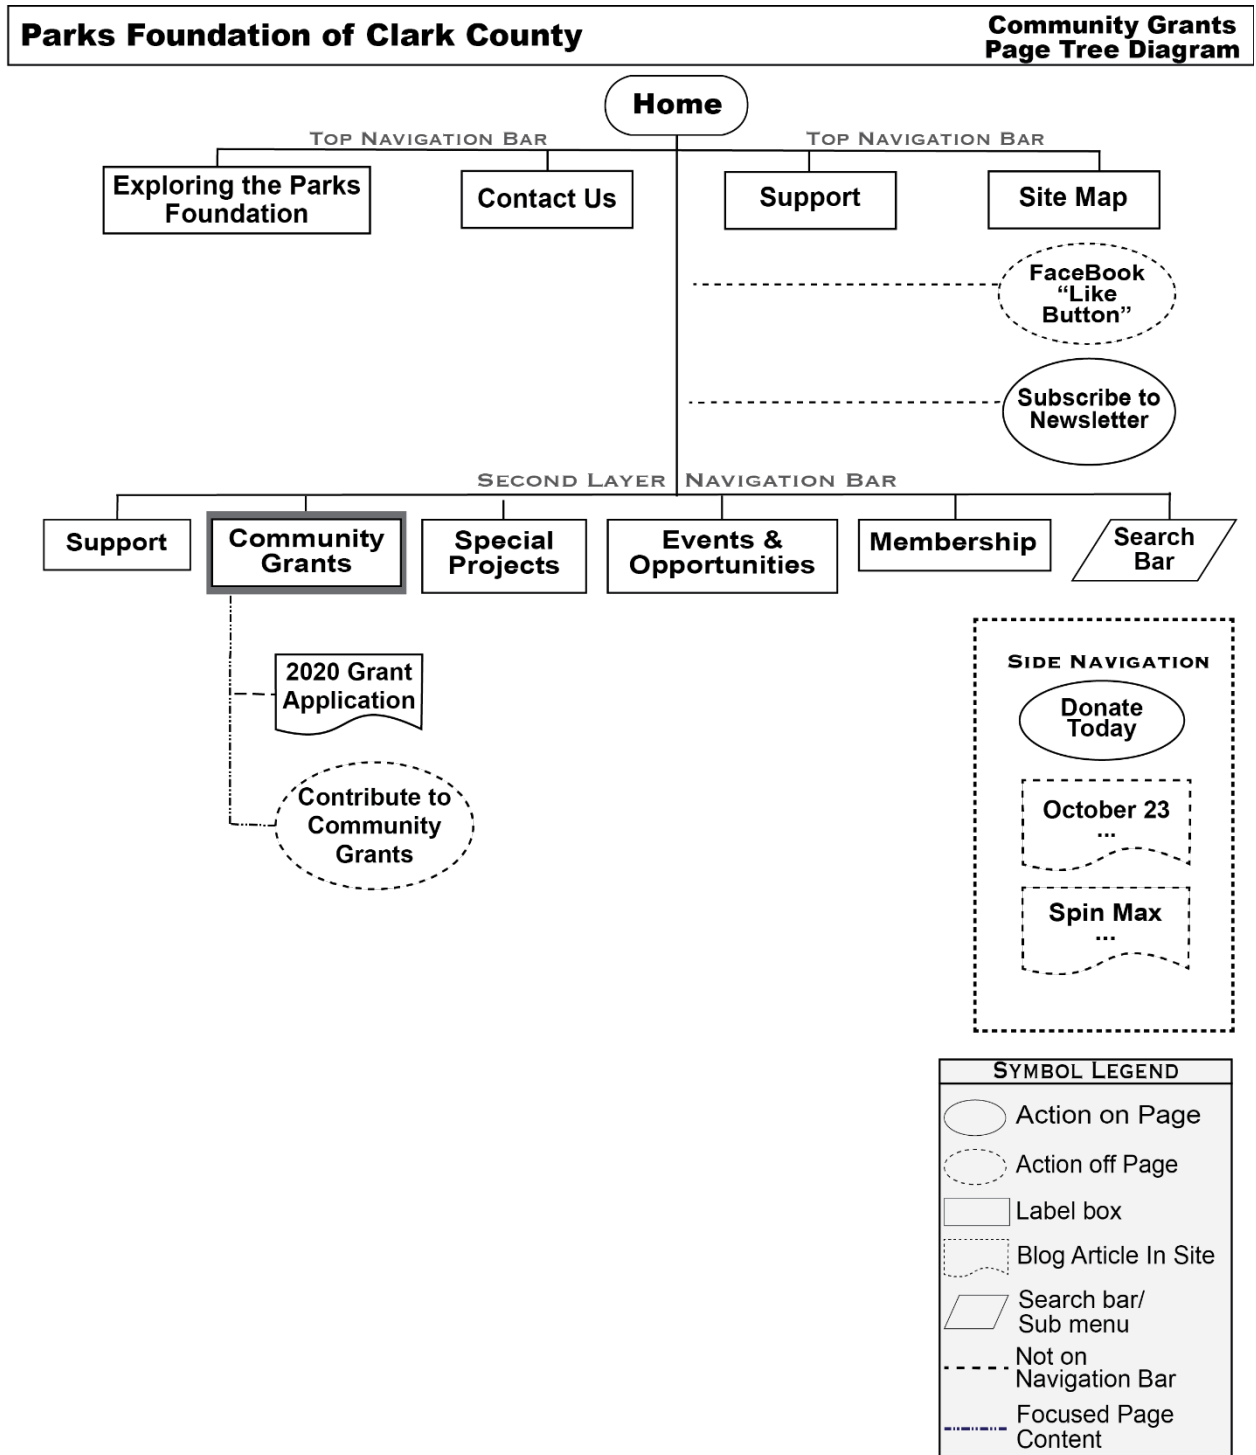 Parks Foundation of Clark County
Community Grants
Page Tree Diagram
Home
Top Navigation Bar
Top Navigation Bar
Exploring the Parks
Foundation
Contact Us
Support
Site Map
FaceBook
“Like
Button”
Subscribe to
Newsletter
Second Layer Navigation Bar
Support
Community
Grants
Special
Projects
Events &
Opportunities
Membership
Search
Bar
2020 Grant
Application
Contribute to
Community
Grants
Side Navigation
Donate
Today
October 23
...
Spin Max
...
Symbol Legend
Action on Page
Action off Page
Label box
Blog Article In Site
Search bar/
Sub menu
Not on
Navigation Bar
Focused Page
Content